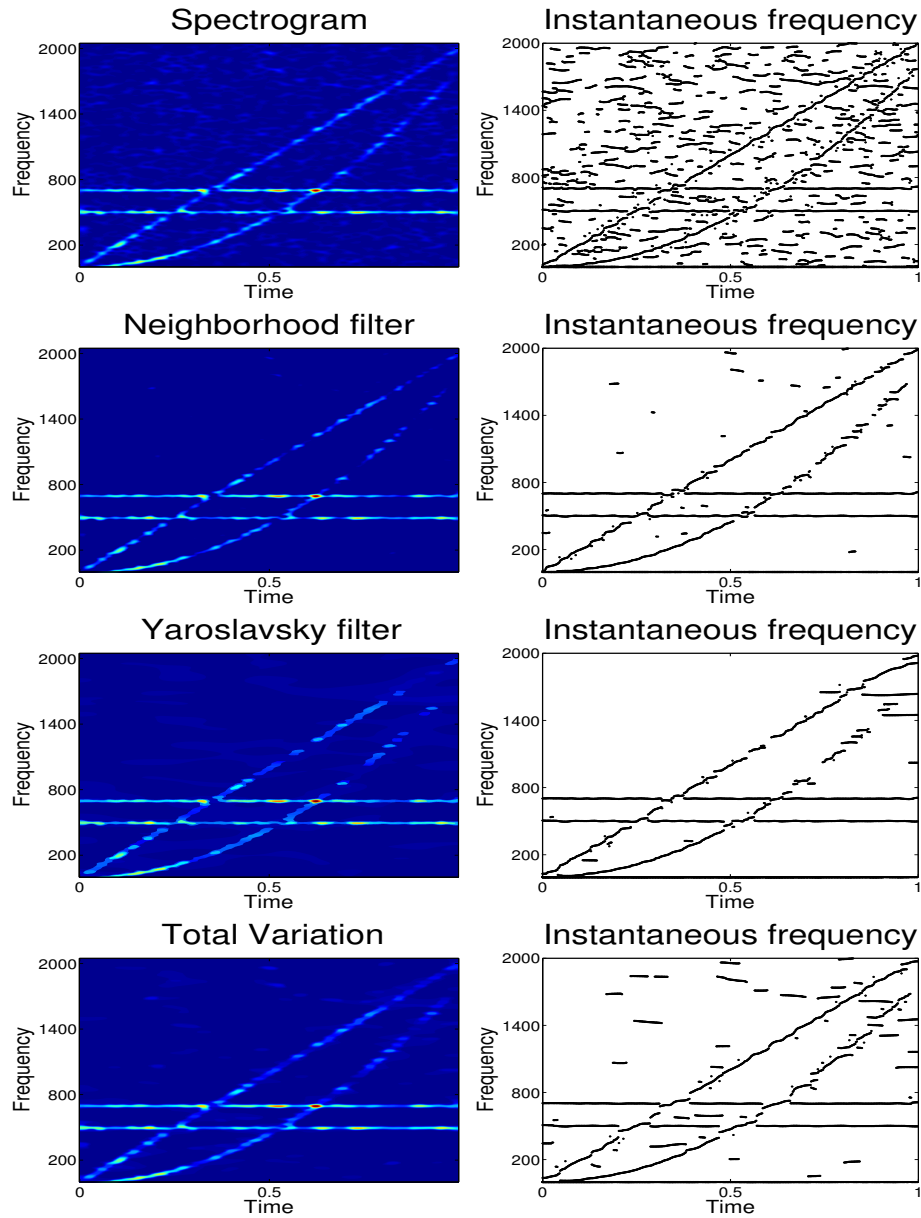 Spectrogram
Instantaneous frequency
2000
1400
800
200
Frequency
0
0.5
Time
2000
1400
800
200
Frequency
0
0.5
1
Time
Neighborhood filter
Instantaneous frequency
2000
1400
800
200
Frequency
0
0.5
Time
2000
1400
800
200
Frequency
0
0.5
1
Time
Yaroslavsky filter
Instantaneous frequency
2000
1400
800
200
Frequency
0
0.5
Time
2000
1400
800
200
Frequency
0
0.5
1
Time
Total Variation
Instantaneous frequency
2000
1400
800
200
Frequency
0
0.5
Time
2000
1400
800
200
Frequency
0
0.5
1
Time